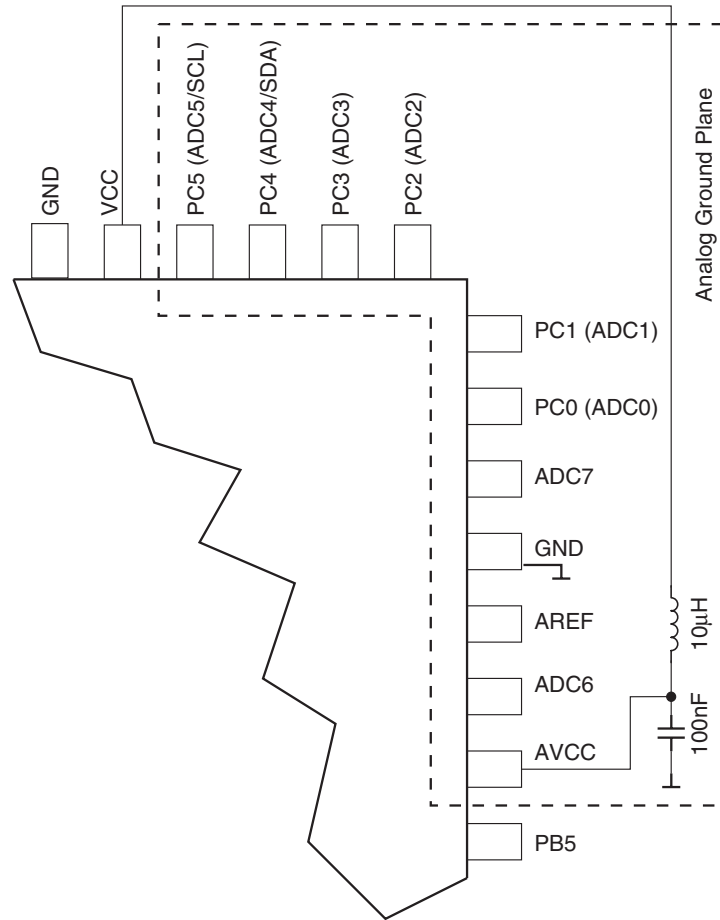 GND
VCC
PC5 (ADC5/SCL)
PC4 (ADC4/SDA)
PC3 (ADC3)
PC2 (ADC2)
Analog Ground Plane
PC1 (ADC1)
PC0 (ADC0)
ADC7
GND
AREF
ADC6
AVCC
PB5
10µH
100nF